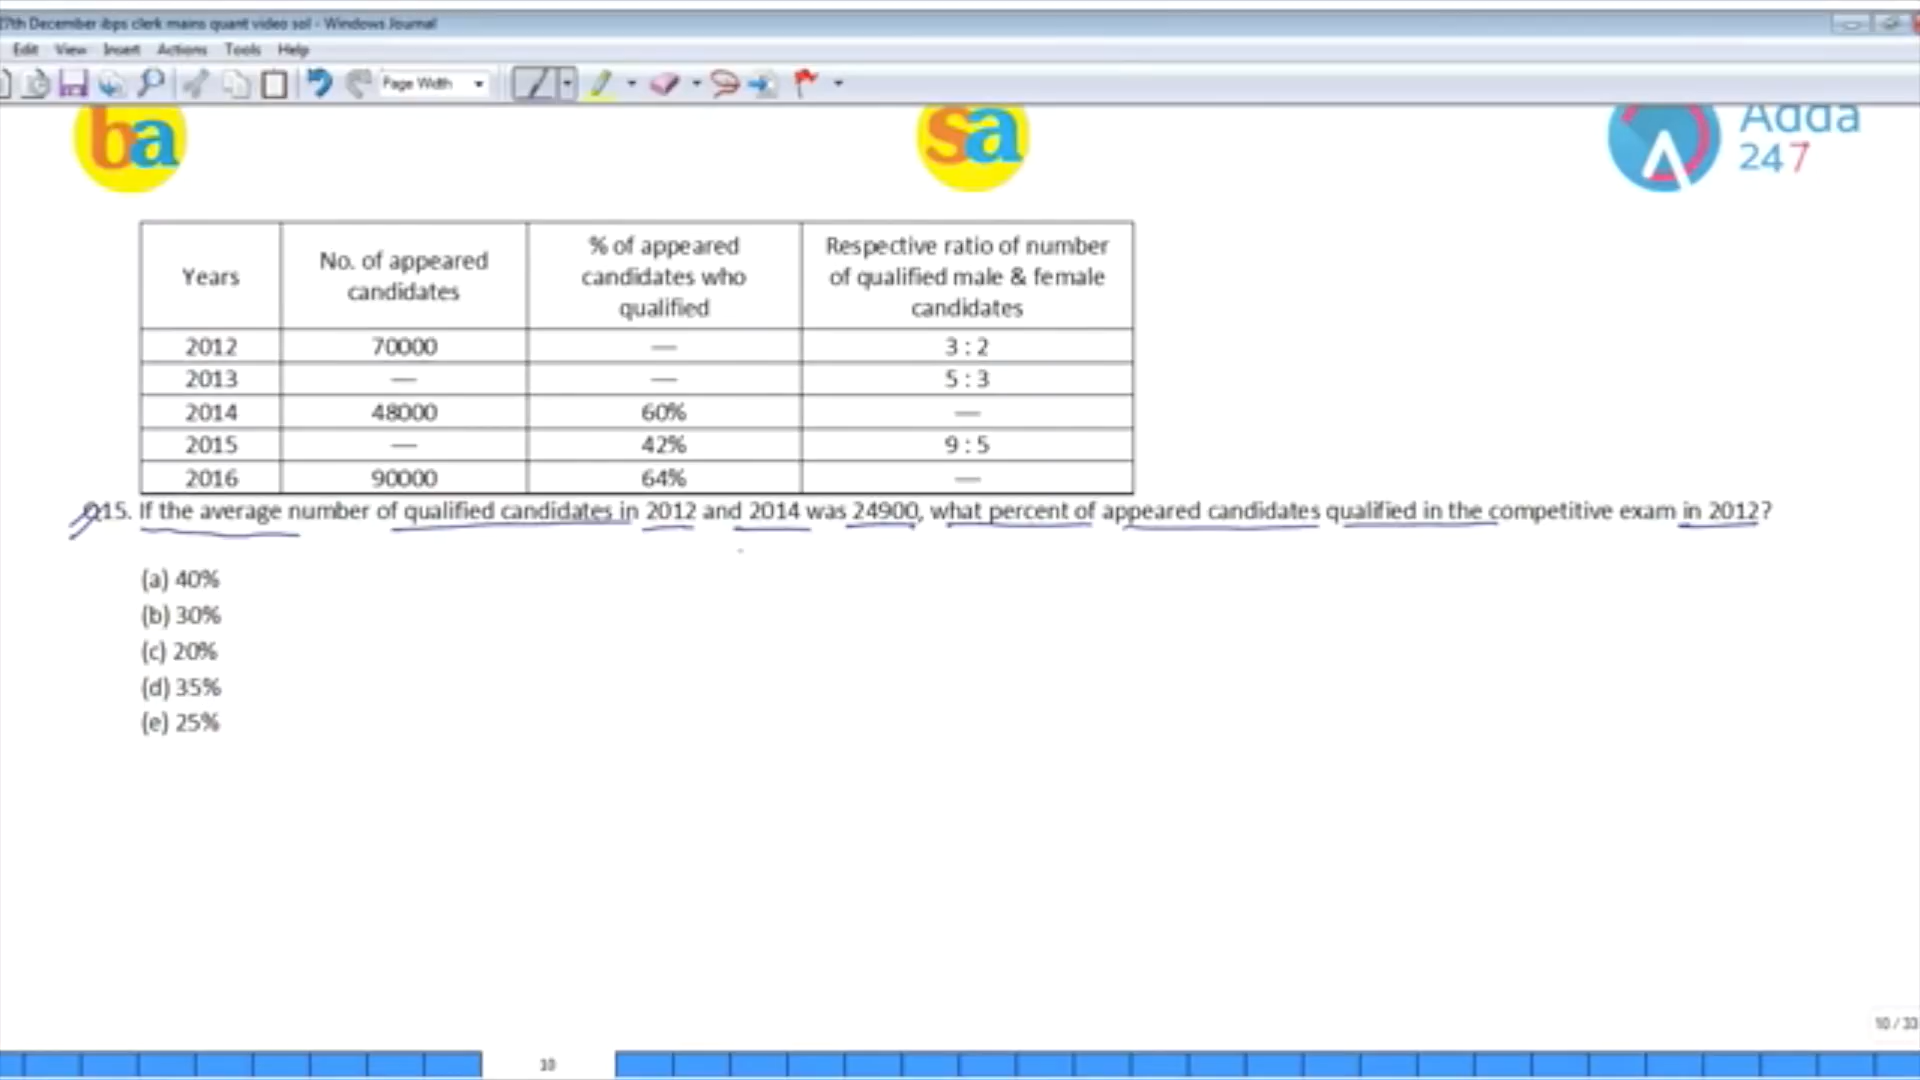 7th December ibps clerk mains quant video sol - Windows Journal
Edit View Insert Actions Tools Help
Page Width
ba
sa
Adda
247
Years No. of appeared candidates % of appeared candidates who qualified Respective ratio of number of qualified male & female candidates
2012 70000 — 3 : 2
2013 — — 5 : 3
2014 48000 60% —
2015 — 42% 9 : 5
2016 90000 64% —
Q15. If the average number of qualified candidates in 2012 and 2014 was 24900, what percent of appeared candidates qualified in the competitive exam in 2012?
(a) 40%
(b) 30%
(c) 20%
(d) 35%
(e) 25%
10 / 33
10